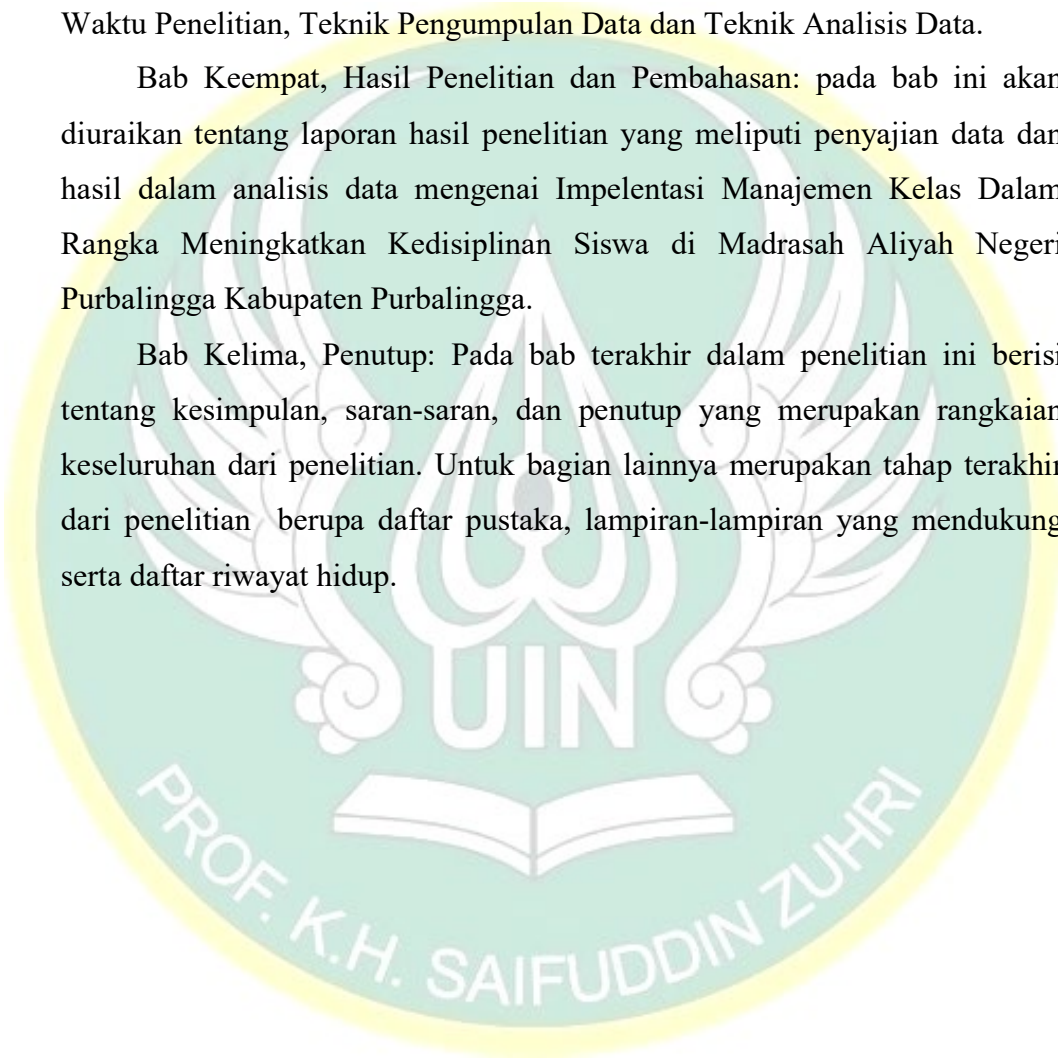 Waktu Penelitian, Teknik Pengumpulan Data dan Teknik Analisis Data.
Bab Keempat, Hasil Penelitian dan Pembahasan: pada bab ini akan
diuraikan tentang laporan hasil penelitian yang meliputi penyajian data dan
hasil dalam analisis data mengenai Impelentasi Manajemen Kelas Dalam
Rangka Meningkatkan Kedisiplinan Siswa di Madrasah Aliyah Negeri
Purbalingga Kabupaten Purbalingga.
Bab Kelima, Penutup: Pada bab terakhir dalam penelitian ini berisi
tentang kesimpulan, saran-saran, dan penutup yang merupakan rangkaian
keseluruhan dari penelitian. Untuk bagian lainnya merupakan tahap terakhir
dari penelitian berupa daftar pustaka, lampiran-lampiran yang mendukung
serta daftar riwayat hidup.
UIN
PROF. K.H. SAIFUDDIN ZUHRI